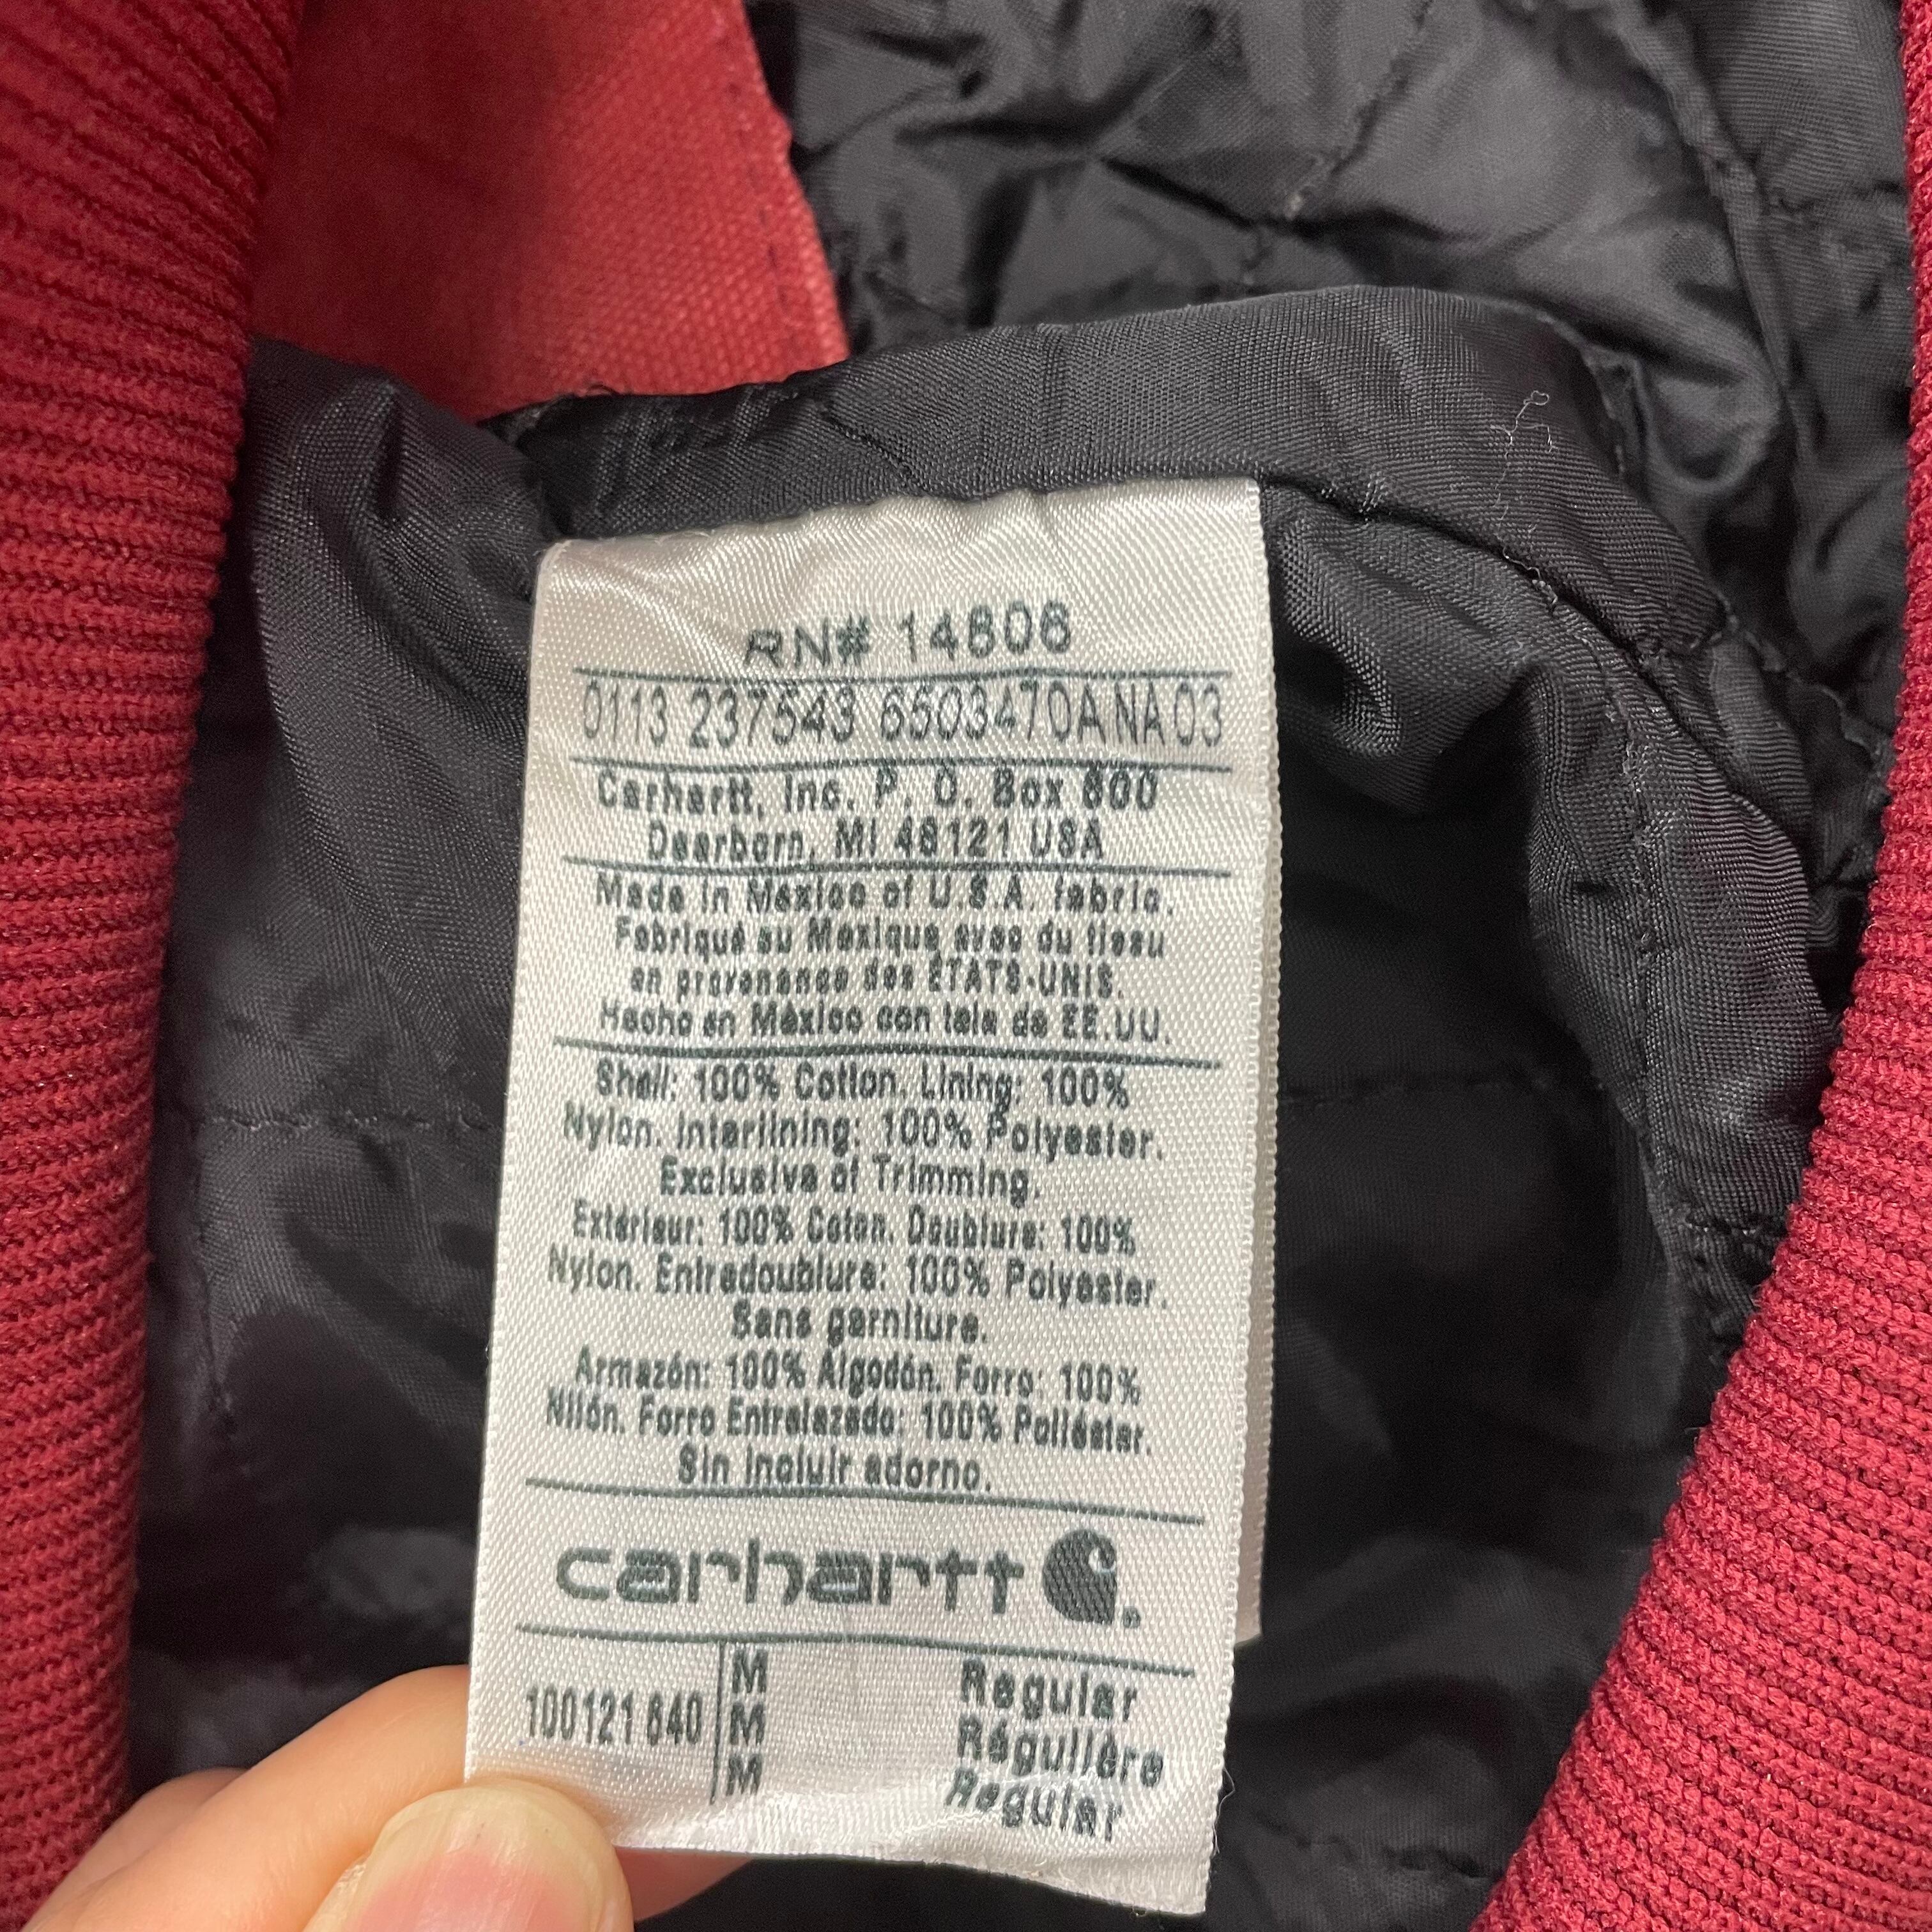 RN# 14806
0113 237543 6503470A NA 03
Carhartt, Inc. P. O. Box 600
Dearborn, MI 48121 USA
Made in Mexico of U.S.A. fabric.
Fabriqué au Mexique avec du tissu
en provenance des ÉTATS-UNIS.
Hecho en México con tela de EE.UU.
Shell: 100% Cotton. Lining: 100%
Nylon. Interlining: 100% Polyester.
Exclusive of Trimming.
Extérieur: 100% Coton. Doublure: 100%
Nylon. Entredoublure: 100% Polyester.
Sans garniture.
Armazón: 100% Algodón. Forro: 100%
Nilón. Forro Entrelazado: 100% Poliéster.
Sin incluir adorno.
carhartt
100121 640
M Regular
M Régulière
M Regular